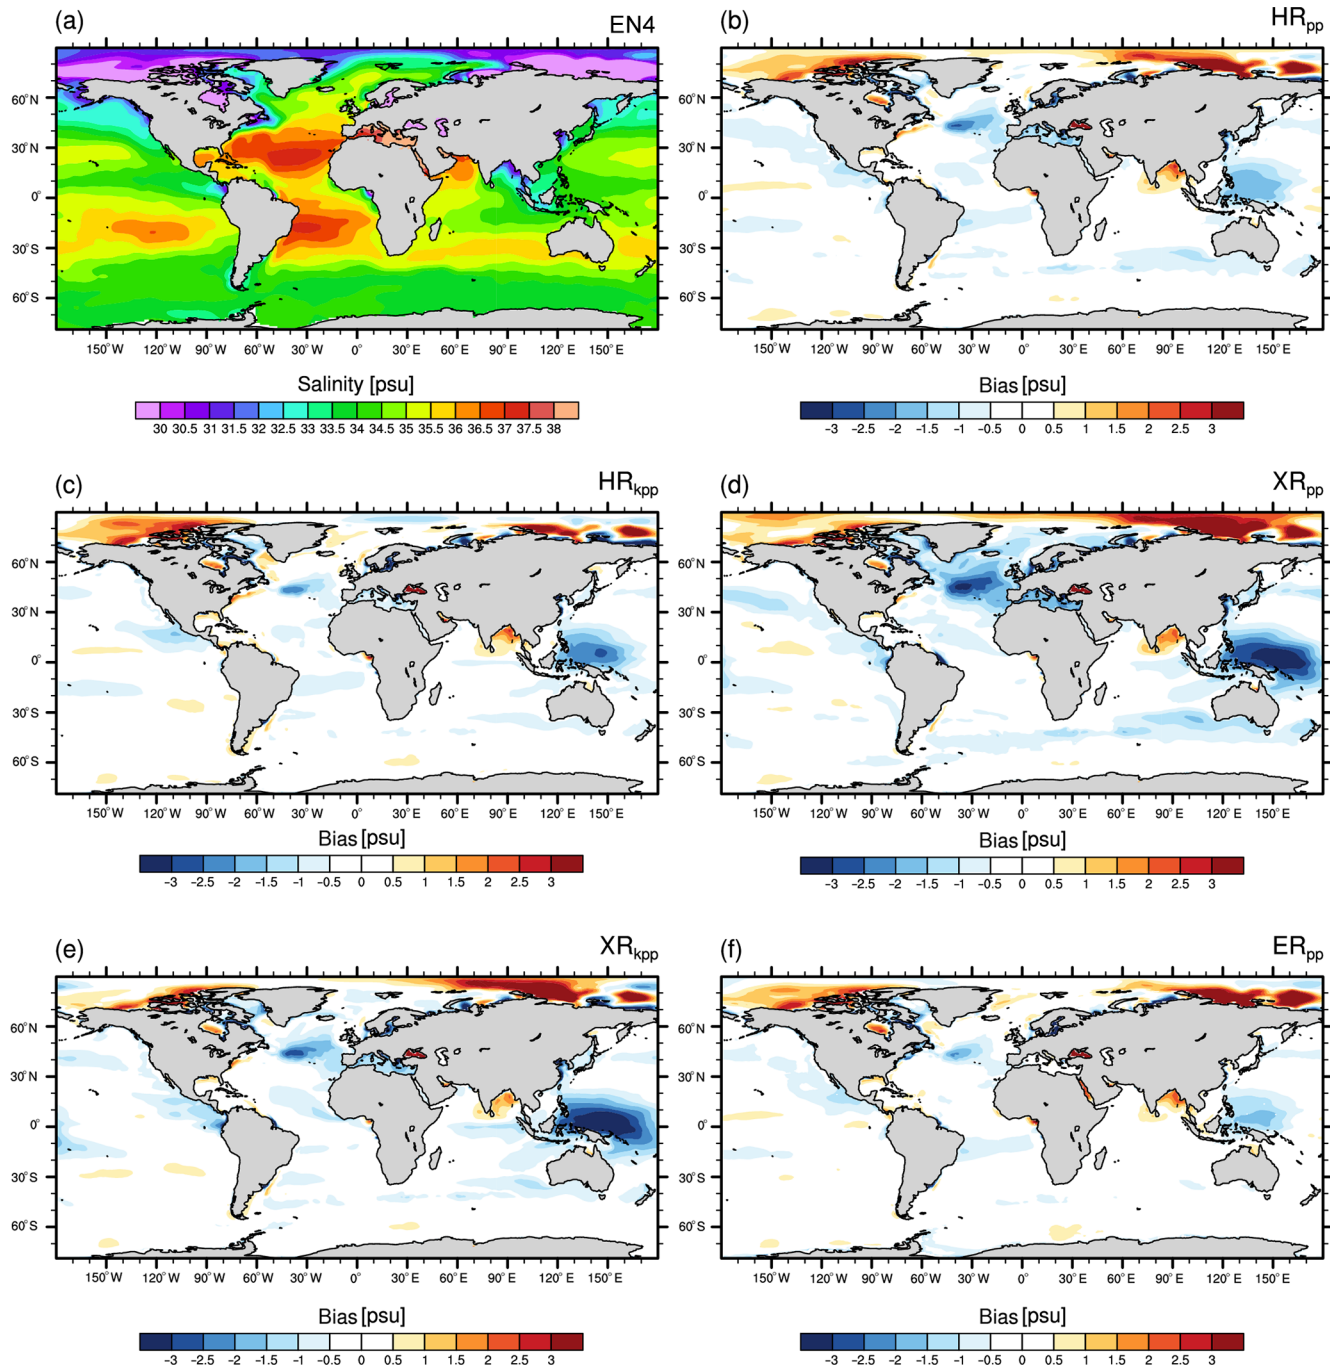 (a) EN4
60°N
30°N
0°
30°S
60°S
150°W 120°W 90°W 60°W 30°W 0° 30°E 60°E 90°E 120°E 150°E
Salinity [psu]
30 30.5 31 31.5 32 32.5 33 33.5 34 34.5 35 35.5 36 36.5 37 37.5 38
(b) HRpp
60°N
30°N
0°
30°S
60°S
150°W 120°W 90°W 60°W 30°W 0° 30°E 60°E 90°E 120°E 150°E
Bias [psu]
−3 −2.5 −2 −1.5 −1 −0.5 0 0.5 1 1.5 2 2.5 3
(c) HRkpp
60°N
30°N
0°
30°S
60°S
150°W 120°W 90°W 60°W 30°W 0° 30°E 60°E 90°E 120°E 150°E
Bias [psu]
−3 −2.5 −2 −1.5 −1 −0.5 0 0.5 1 1.5 2 2.5 3
(d) XRpp
60°N
30°N
0°
30°S
60°S
150°W 120°W 90°W 60°W 30°W 0° 30°E 60°E 90°E 120°E 150°E
Bias [psu]
−3 −2.5 −2 −1.5 −1 −0.5 0 0.5 1 1.5 2 2.5 3
(e) XRkpp
60°N
30°N
0°
30°S
60°S
150°W 120°W 90°W 60°W 30°W 0° 30°E 60°E 90°E 120°E 150°E
Bias [psu]
−3 −2.5 −2 −1.5 −1 −0.5 0 0.5 1 1.5 2 2.5 3
(f) ERpp
60°N
30°N
0°
30°S
60°S
150°W 120°W 90°W 60°W 30°W 0° 30°E 60°E 90°E 120°E 150°E
Bias [psu]
−3 −2.5 −2 −1.5 −1 −0.5 0 0.5 1 1.5 2 2.5 3